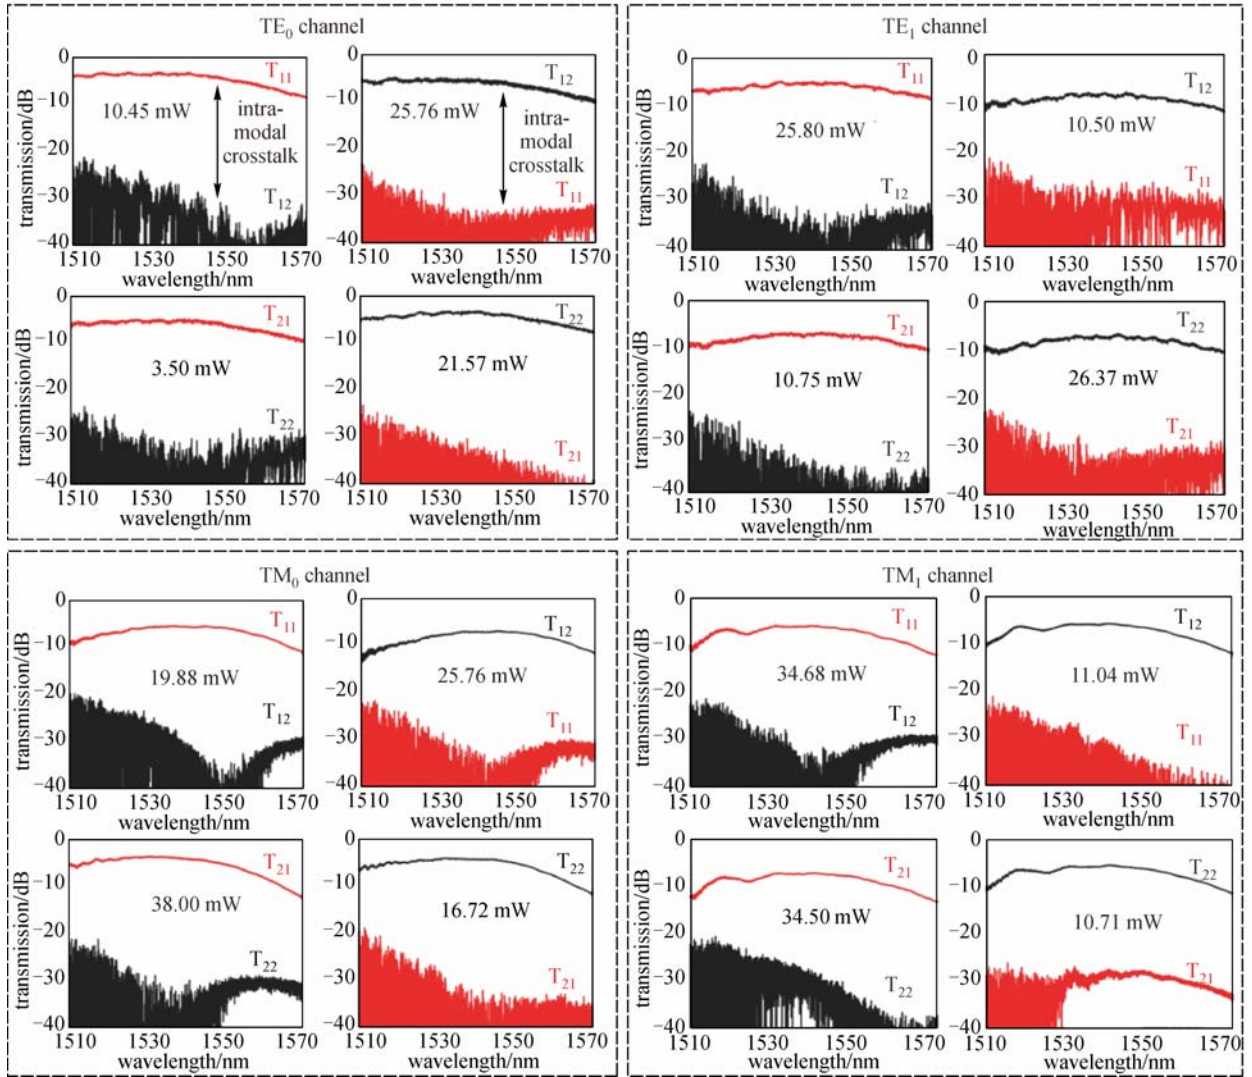 TE0 channel
0
−10
−20
−30
−40
transmission/dB
T11
10.45 mW
intra-
modal
crosstalk
T12
1510 1530 1550 1570
wavelength/nm
0
−10
−20
−30
−40
T12
25.76 mW
intra-
modal
crosstalk
T11
1510 1530 1550 1570
wavelength/nm
0
−10
−20
−30
−40
transmission/dB
T21
3.50 mW
T22
1510 1530 1550 1570
wavelength/nm
0
−10
−20
−30
−40
T22
21.57 mW
T21
1510 1530 1550 1570
wavelength/nm
TE1 channel
0
−10
−20
−30
−40
transmission/dB
T11
25.80 mW
T12
1510 1530 1550 1570
wavelength/nm
0
−10
−20
−30
−40
T12
10.50 mW
T11
1510 1530 1550 1570
wavelength/nm
0
−10
−20
−30
−40
transmission/dB
T21
10.75 mW
T22
1510 1530 1550 1570
wavelength/nm
0
−10
−20
−30
−40
T22
26.37 mW
T21
1510 1530 1550 1570
wavelength/nm
TM0 channel
0
−10
−20
−30
−40
transmission/dB
T11
19.88 mW
T12
1510 1530 1550 1570
wavelength/nm
0
−10
−20
−30
−40
T12
25.76 mW
T11
1510 1530 1550 1570
wavelength/nm
0
−10
−20
−30
−40
transmission/dB
T21
38.00 mW
T22
1510 1530 1550 1570
wavelength/nm
0
−10
−20
−30
−40
T22
16.72 mW
T21
1510 1530 1550 1570
wavelength/nm
TM1 channel
0
−10
−20
−30
−40
transmission/dB
T11
34.68 mW
T12
1510 1530 1550 1570
wavelength/nm
0
−10
−20
−30
−40
T12
11.04 mW
T11
1510 1530 1550 1570
wavelength/nm
0
−10
−20
−30
−40
transmission/dB
T21
34.50 mW
T22
1510 1530 1550 1570
wavelength/nm
0
−10
−20
−30
−40
T22
10.71 mW
T21
1510 1530 1550 1570
wavelength/nm